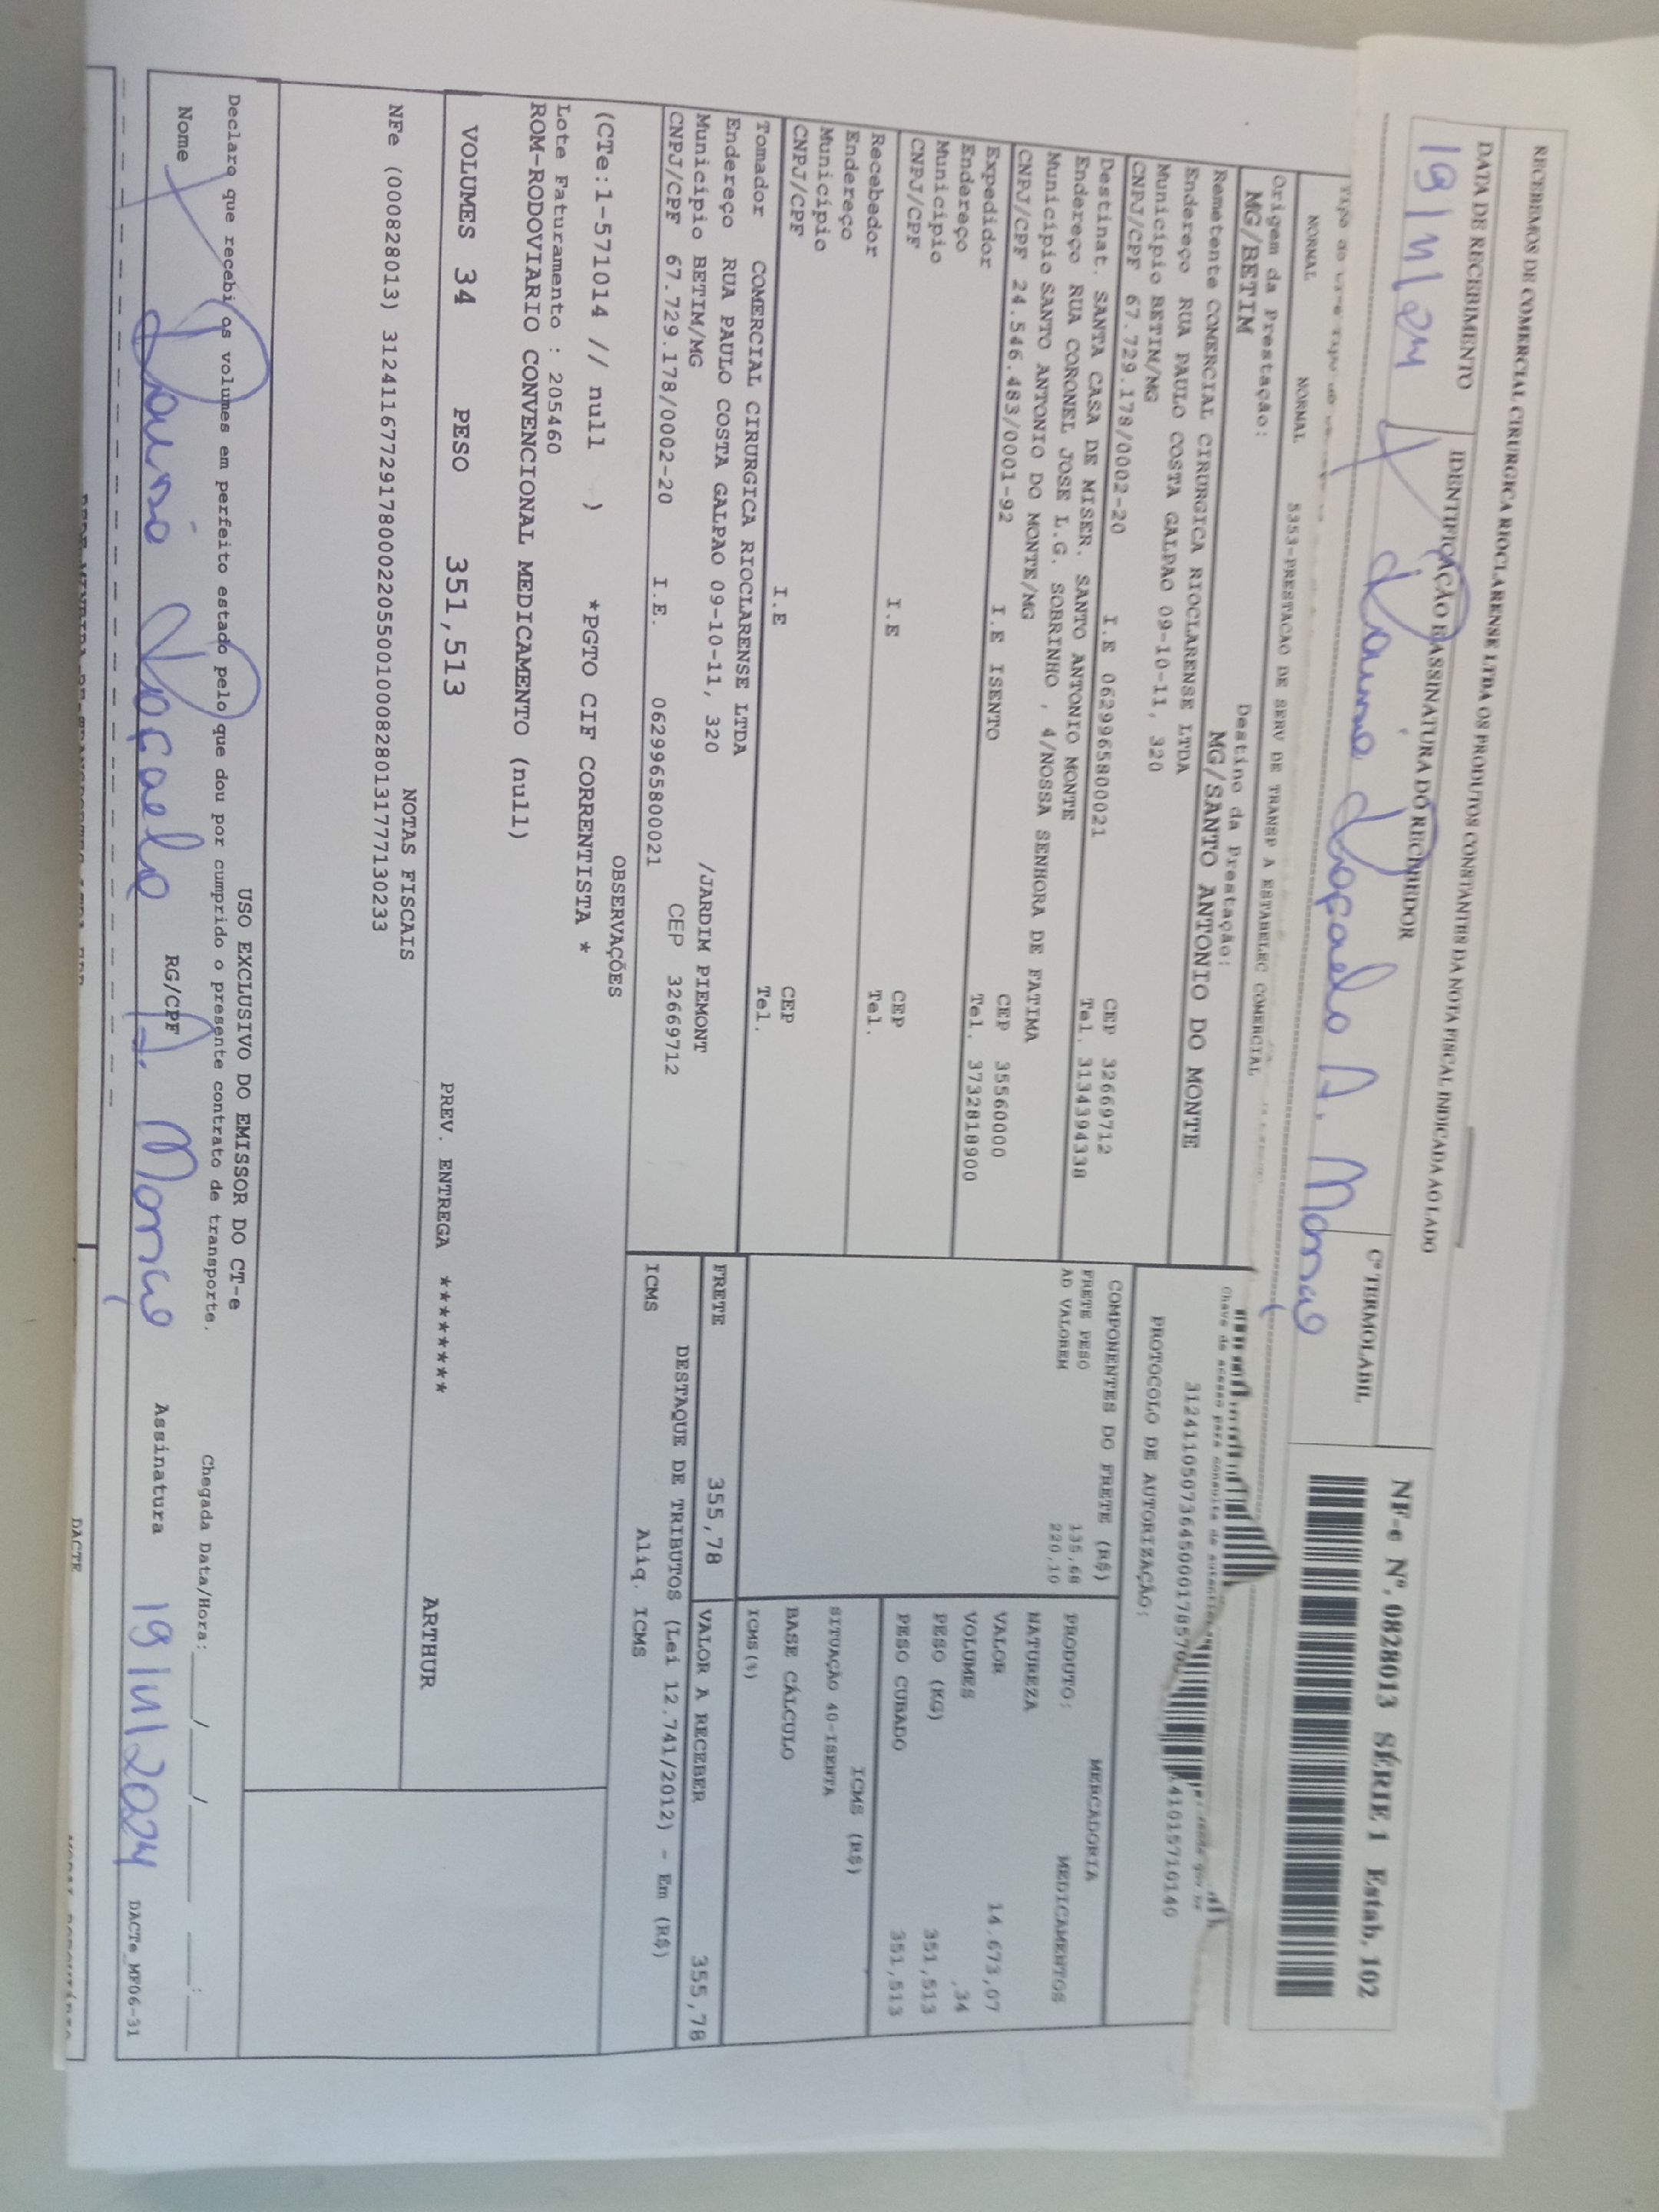 RECEBEMOS DE COMERCIAL CIRURGICA RIOCLARENSE LTDA OS PRODUTOS CONSTANTES DA NOTA FISCAL INDICADA AO LADO
DATA DE RECEBIMENTO
IDENTIFICAÇÃO E ASSINATURA DO RECEBEDOR
Cº TERMOLABIL
NF-e Nº. 0828013 SÉRIE 1 Estab. 102
NORMAL NORMAL 5353-PRESTACAO DE SERV DE TRANSP A ESTABELEC COMERCIAL
Origem da Prestação: Destino da Prestação:
MG/BETIM MG/SANTO ANTONIO DO MONTE
Remetente COMERCIAL CIRURGICA RIOCLARENSE LTDA
Endereço RUA PAULO COSTA GALPAO 09-10-11, 320
Municipio BETIM/MG CEP 32669712
CNPJ/CPF 67.729.178/0002-20 I.E 0629965800021 Tel. 3134394338
Destinat. SANTA CASA DE MISER. SANTO ANTONIO MONTE
Endereço RUA CORONEL JOSE L.G. SOBRINHO , 4/NOSSA SENHORA DE FATIMA
Municipio SANTO ANTONIO DO MONTE/MG CEP 35560000
CNPJ/CPF 24.546.483/0001-92 I.E ISENTO Tel. 3732818900
Expedidor
Endereço
Municipio CEP
CNPJ/CPF I.E Tel.
Recebedor
Endereço
Municipio CEP
CNPJ/CPF I.E Tel.
Tomador COMERCIAL CIRURGICA RIOCLARENSE LTDA
Endereço RUA PAULO COSTA GALPAO 09-10-11, 320 /JARDIM PIEMONT
Municipio BETIM/MG CEP 32669712
CNPJ/CPF 67.729.178/0002-20 I.E. 0629965800021
PROTOCOLO DE AUTORIZAÇÃO:
COMPONENTES DO FRETE (R$)
FRETE PESO 135,68
AD VALOREM 220,10
MERCADORIA
PRODUTO: MEDICAMENTOS
NATUREZA
VALOR 14.673,07
VOLUMES ,34
PESO (KG) 351,513
PESO CUBADO 351,513
ICMS (R$)
SITUAÇÃO 40-ISENTA
BASE CÁLCULO
ICMS(%)
FRETE 355,78 VALOR A RECEBER 355,78
DESTAQUE DE TRIBUTOS (Lei 12.741/2012) - Em (R$)
ICMS Aliq. ICMS
OBSERVAÇÕES
(CTe:1-571014 // null ) *PGTO CIF CORRENTISTA *
Lote Faturamento : 205460
ROM-RODOVIARIO CONVENCIONAL MEDICAMENTO (null)
VOLUMES 34 PESO 351,513 PREV. ENTREGA ******** ARTHUR
NOTAS FISCAIS
NFe (000828013) 31241167729178000220550010008280131777130233
USO EXCLUSIVO DO EMISSOR DO CT-e
Declaro que recebi os volumes em perfeito estado pelo que dou por cumprido o presente contrato de transporte. Chegada Data/Hora: ___/___/___ ___:___
Nome RG/CPF Assinatura 19/11/2024
DACTe_MF06-31
DACTE